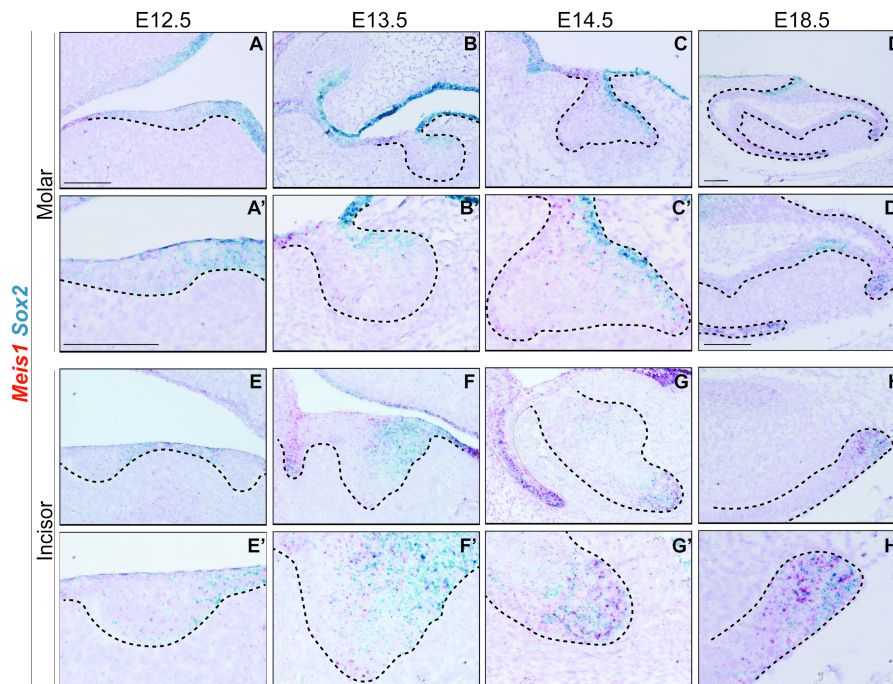 E12.5 E13.5 E14.5 E18.5
A B C D
Molar
A' B' C' D
Meis1 Sox2
E F G H
Incisor
E' F' G' H